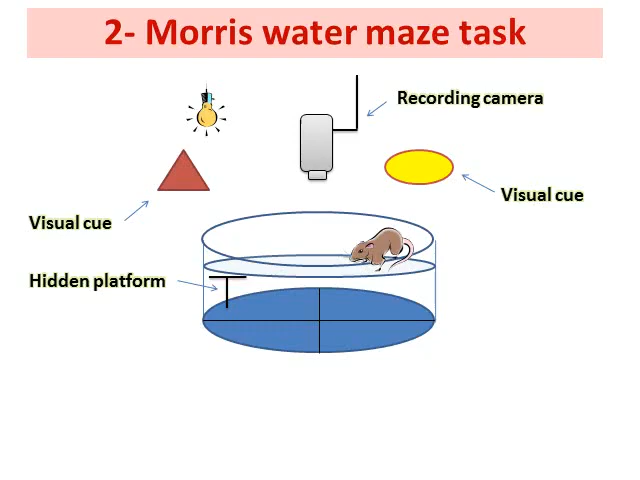 2- Morris water maze task
Recording camera
Visual cue
Visual cue
Hidden platform